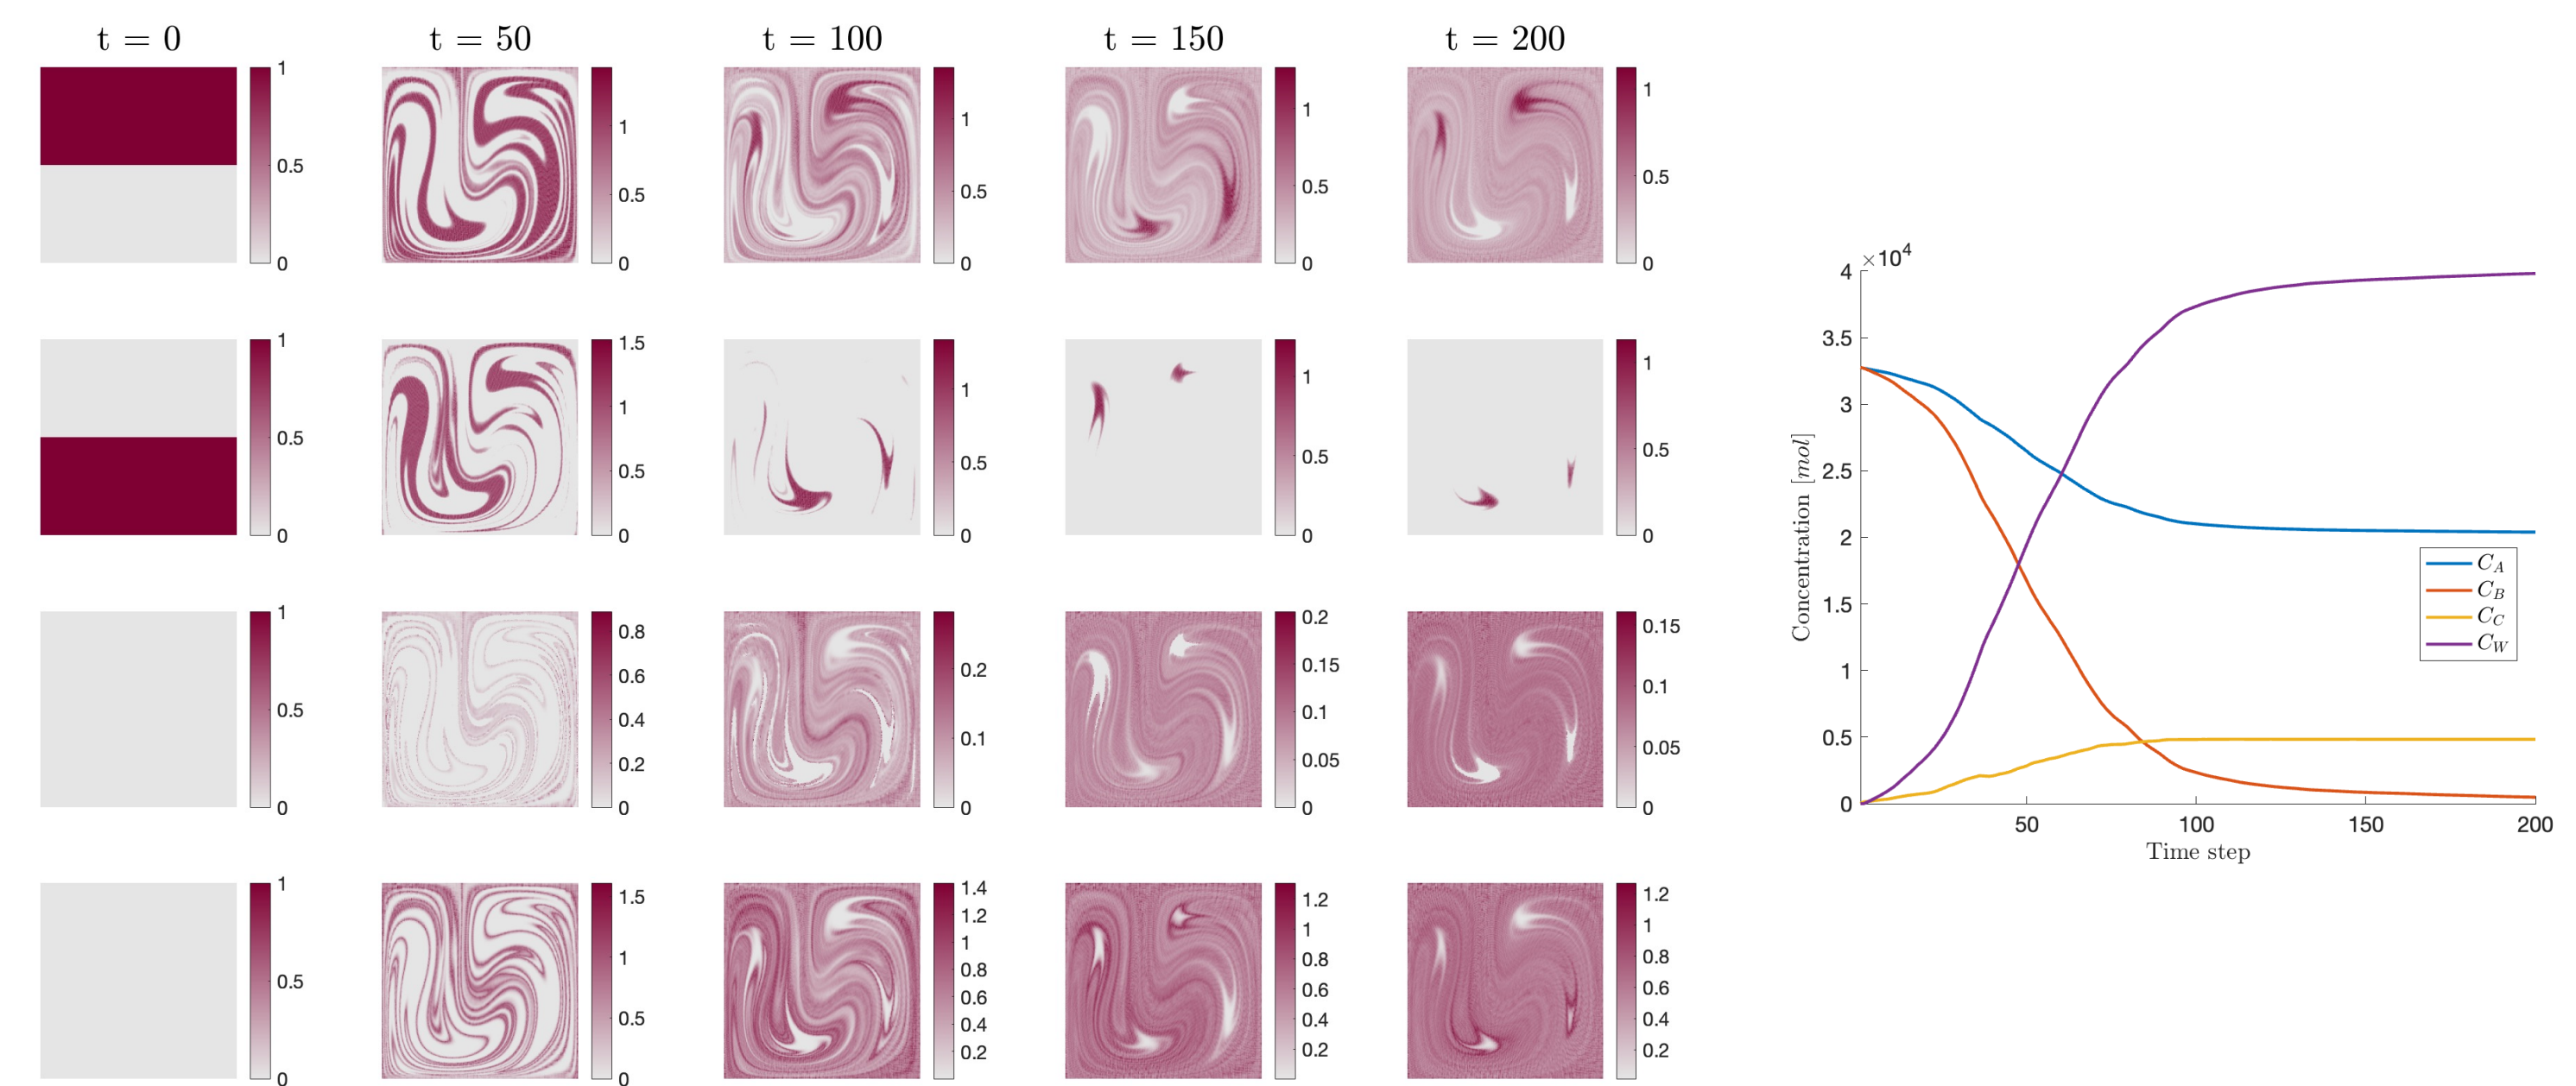 t = 0 t = 50 t = 100 t = 150 t = 200
1 0.5 0
1 0.5 0
1 0.5 0
1 0.5 0
1 0.5 0
1 0.5 0
1.5 1 0.5 0
1 0.5 0
1 0.5 0
1 0.5 0
1 0.5 0
0.8 0.6 0.4 0.2 0
0.2 0.1 0
0.2 0.15 0.1 0.05 0
0.15 0.1 0.05 0
1 0.5 0
1.5 1 0.5 0
1.4 1.2 1 0.8 0.6 0.4 0.2
1.2 1 0.8 0.6 0.4 0.2
1.2 1 0.8 0.6 0.4 0.2
×10⁴
4
3.5
3
2.5
2
1.5
1
0.5
0
Concentration [mol]
50 100 150 200
Time step
C_A
C_B
C_C
C_W